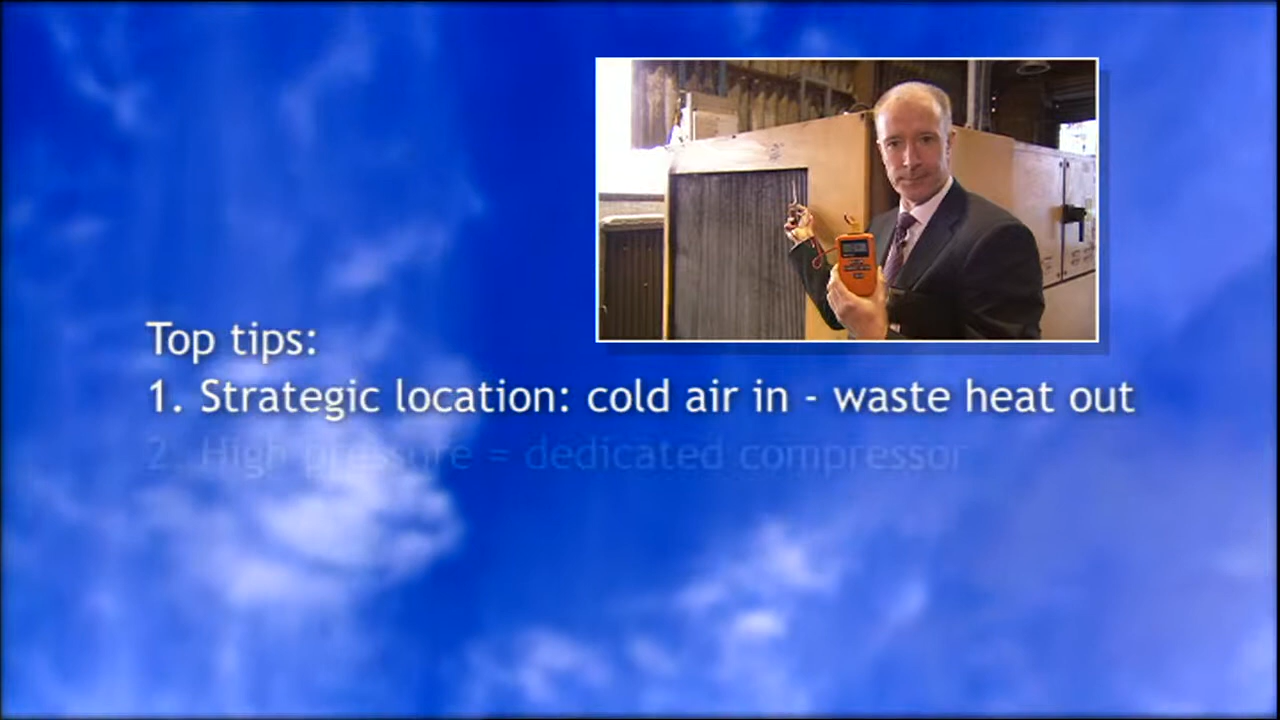 Top tips:
1. Strategic location: cold air in - waste heat out
2. High pressure = dedicated compressor